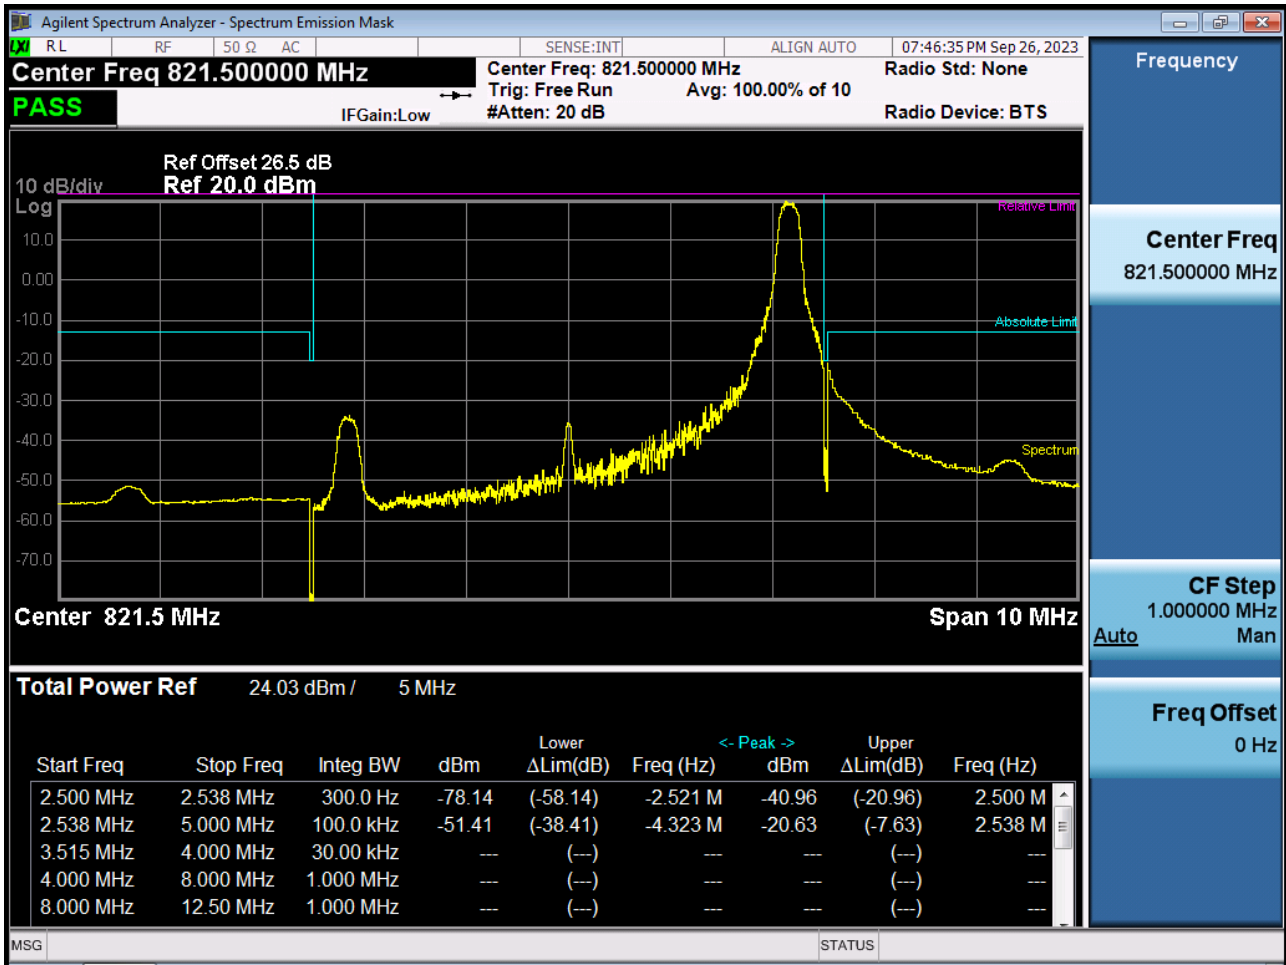 Agilent Spectrum Analyzer - Spectrum Emission Mask
LXI RL RF 50 Ω AC SENSE:INT ALIGN AUTO 07:46:35 PM Sep 26, 2023
Center Freq 821.500000 MHz Center Freq: 821.500000 MHz Radio Std: None
Trig: Free Run Avg: 100.00% of 10
PASS IFGain:Low #Atten: 20 dB Radio Device: BTS
Ref Offset 26.5 dB
10 dB/div Ref 20.0 dBm
Log
Relative Limit
10.0
0.00
-10.0
Absolute Limit
-20.0
-30.0
-40.0
Spectrum
-50.0
-60.0
-70.0
Center 821.5 MHz Span 10 MHz
Total Power Ref 24.03 dBm / 5 MHz
Lower <- Peak -> Upper
Start Freq Stop Freq Integ BW dBm ΔLim(dB) Freq (Hz) dBm ΔLim(dB) Freq (Hz)
2.500 MHz 2.538 MHz 300.0 Hz -78.14 (-58.14) -2.521 M -40.96 (-20.96) 2.500 M
2.538 MHz 5.000 MHz 100.0 kHz -51.41 (-38.41) -4.323 M -20.63 (-7.63) 2.538 M
3.515 MHz 4.000 MHz 30.00 kHz --- (---) --- --- (---) ---
4.000 MHz 8.000 MHz 1.000 MHz --- (---) --- --- (---) ---
8.000 MHz 12.50 MHz 1.000 MHz --- (---) --- --- (---) ---
MSG STATUS
Frequency
Center Freq
821.500000 MHz
CF Step
1.000000 MHz
Auto Man
Freq Offset
0 Hz